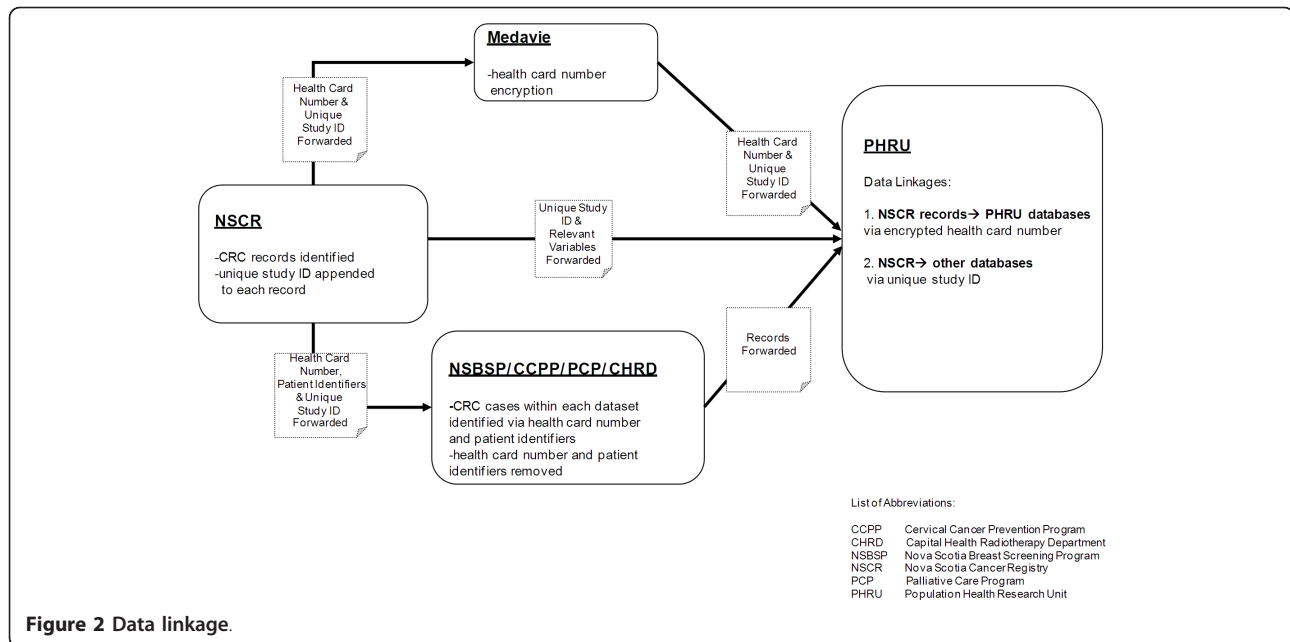 Medavie
-health card number
encryption
Health Card
Number &
Unique
Study ID
Forwarded
Health Card
Number &
Unique
Study ID
Forwarded
PHRU
Data Linkages:
1. NSCR records→ PHRU databases
via encrypted health card number
2. NSCR→ other databases
via unique study ID
NSCR
-CRC records identified
-unique study ID appended
to each record
Unique Study
ID &
Relevant
Variables
Forwarded
Health Card
Number,
Patient Identifiers
& Unique
Study ID
Forwarded
NSBSP/CCPP/PCP/CHRD
-CRC cases within each dataset
identified via health card number
and patient identifiers
-health card number and patient
identifiers removed
Records
Forwarded
List of Abbreviations:
CCPP Cervical Cancer Prevention Program
CHRD Capital Health Radiotherapy Department
NSBSP Nova Scotia Breast Screening Program
NSCR Nova Scotia Cancer Registry
PCP Palliative Care Program
PHRU Population Health Research Unit
Figure 2 Data linkage.